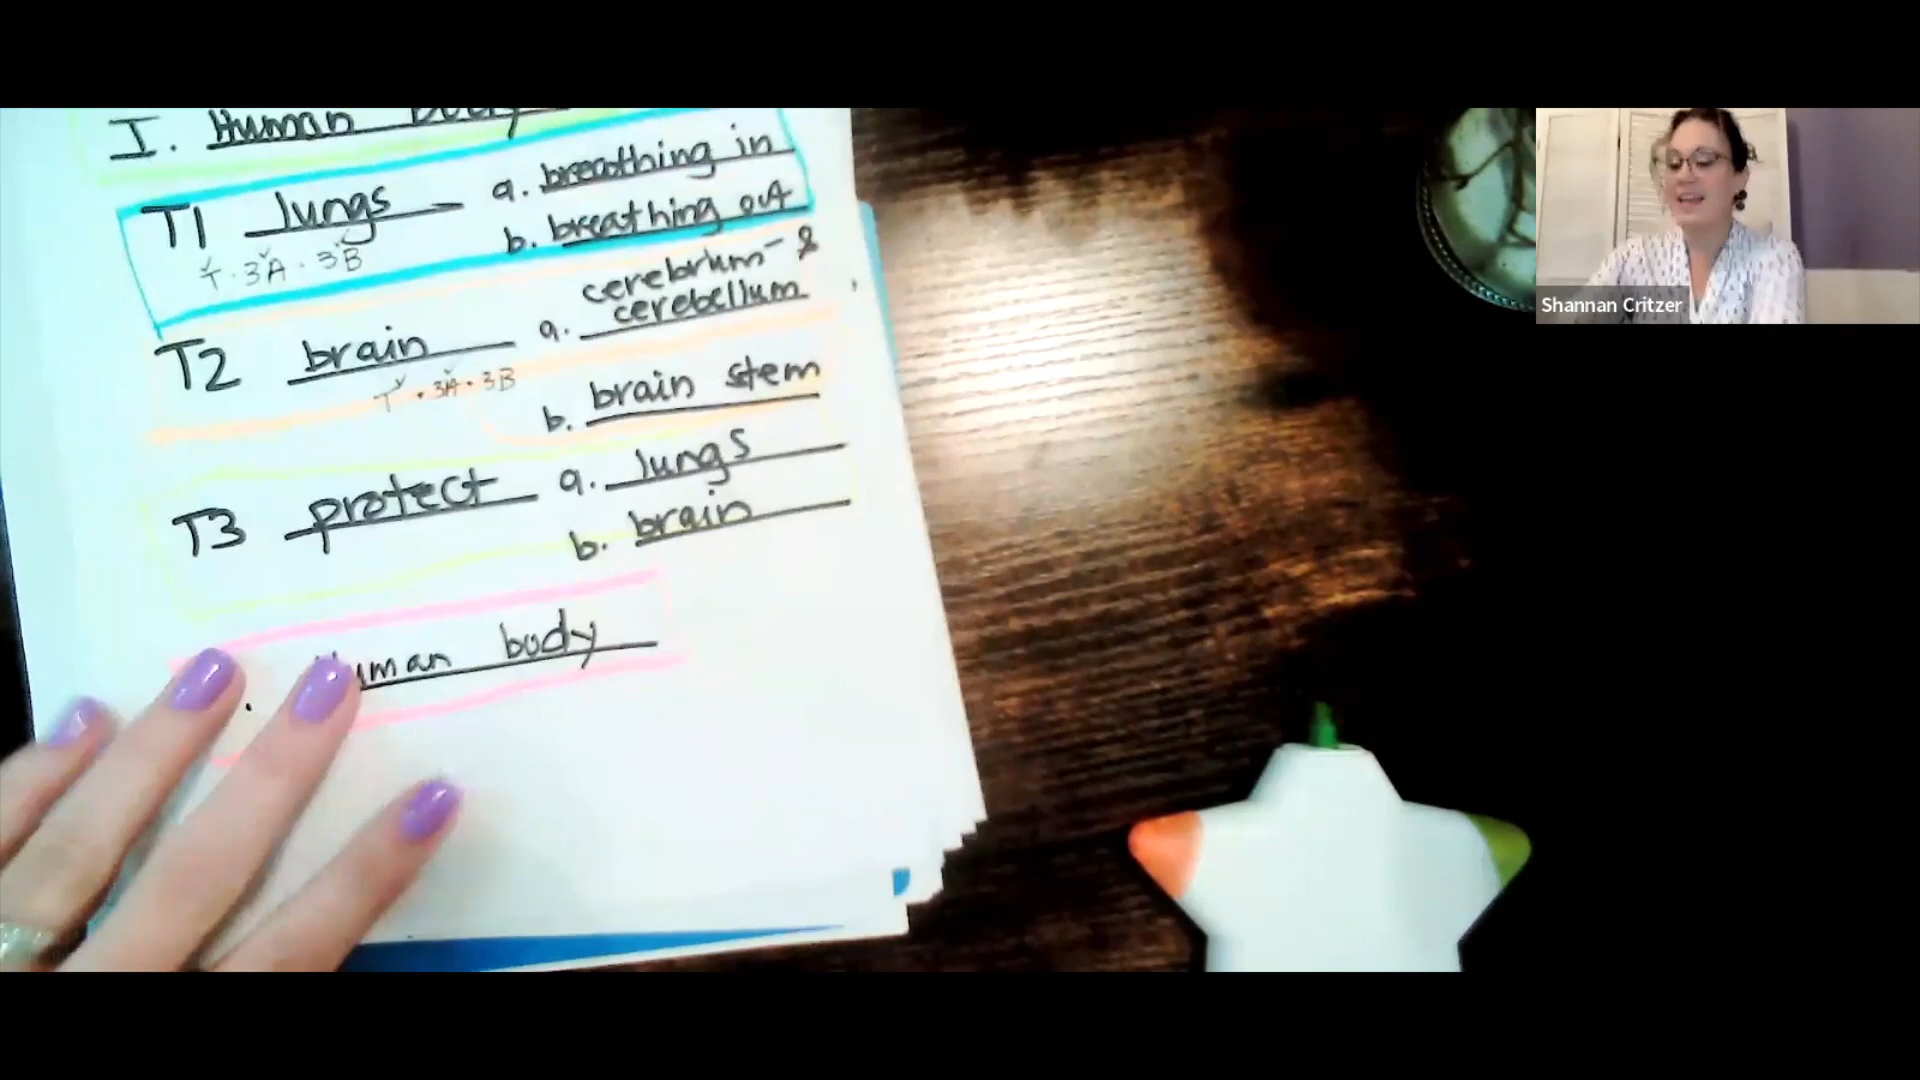 I. Human body
T1 lungs a. breathing in
b. breathing out
T · 3A · 3B
T2 brain a. cerebrum - & cerebellum
T · 3A · 3B
b. brain stem
T3 protect a. lungs
b. brain
. uman body
Shannan Critzer